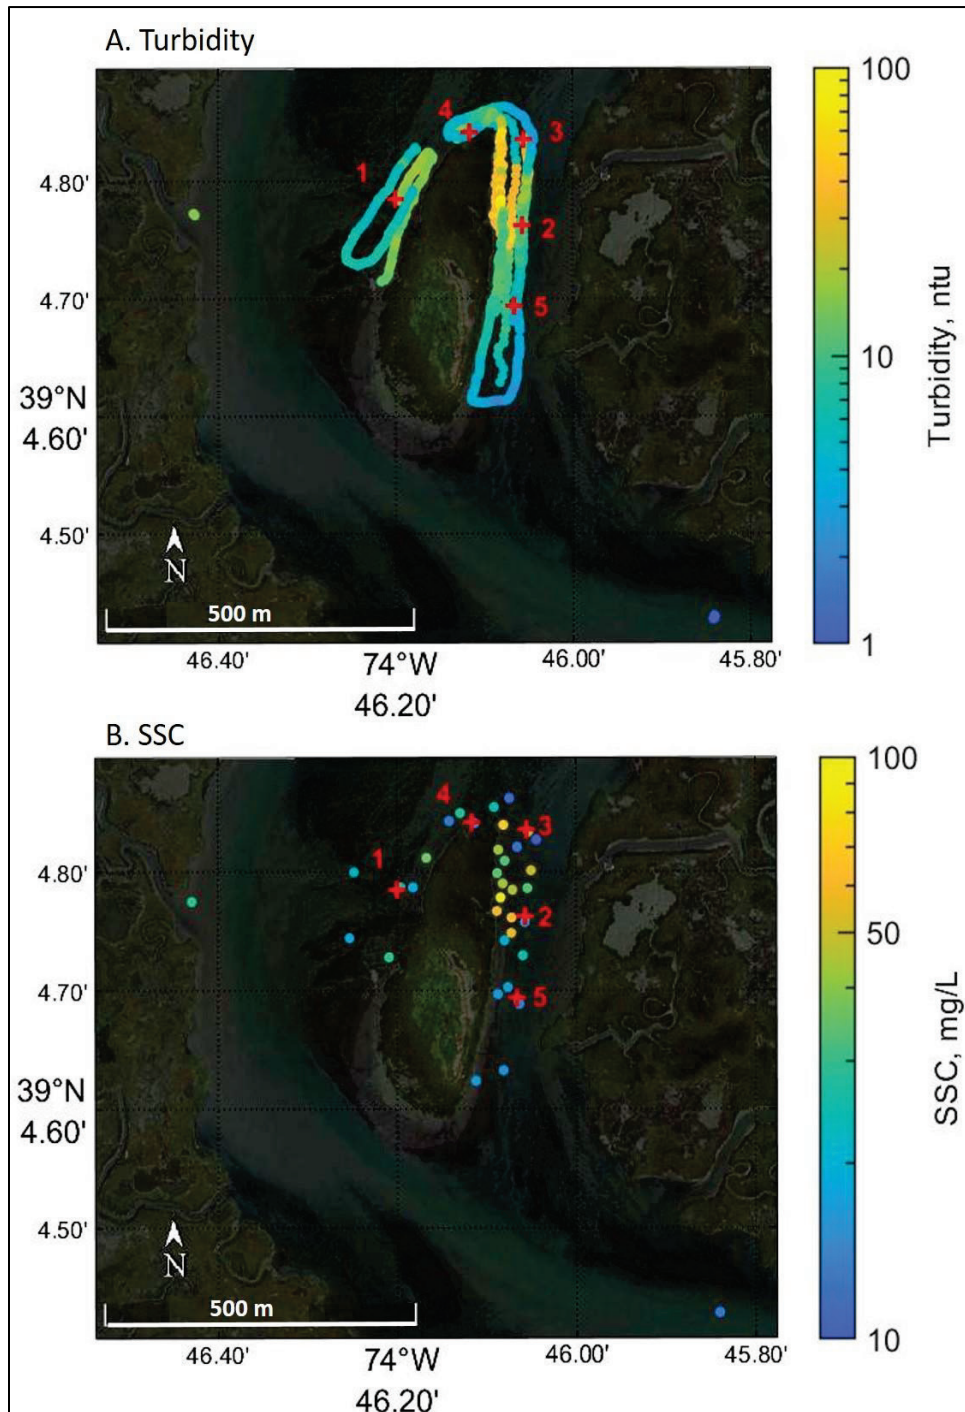 A. Turbidity
4
3
1
2
5
4.80'
4.70'
39°N
4.60'
4.50'
N
500 m
46.40'
74°W
46.20'
46.00'
45.80'
100
10
1
Turbidity, ntu
B. SSC
4
3
1
2
5
4.80'
4.70'
39°N
4.60'
4.50'
N
500 m
46.40'
74°W
46.20'
46.00'
45.80'
100
50
10
SSC, mg/L